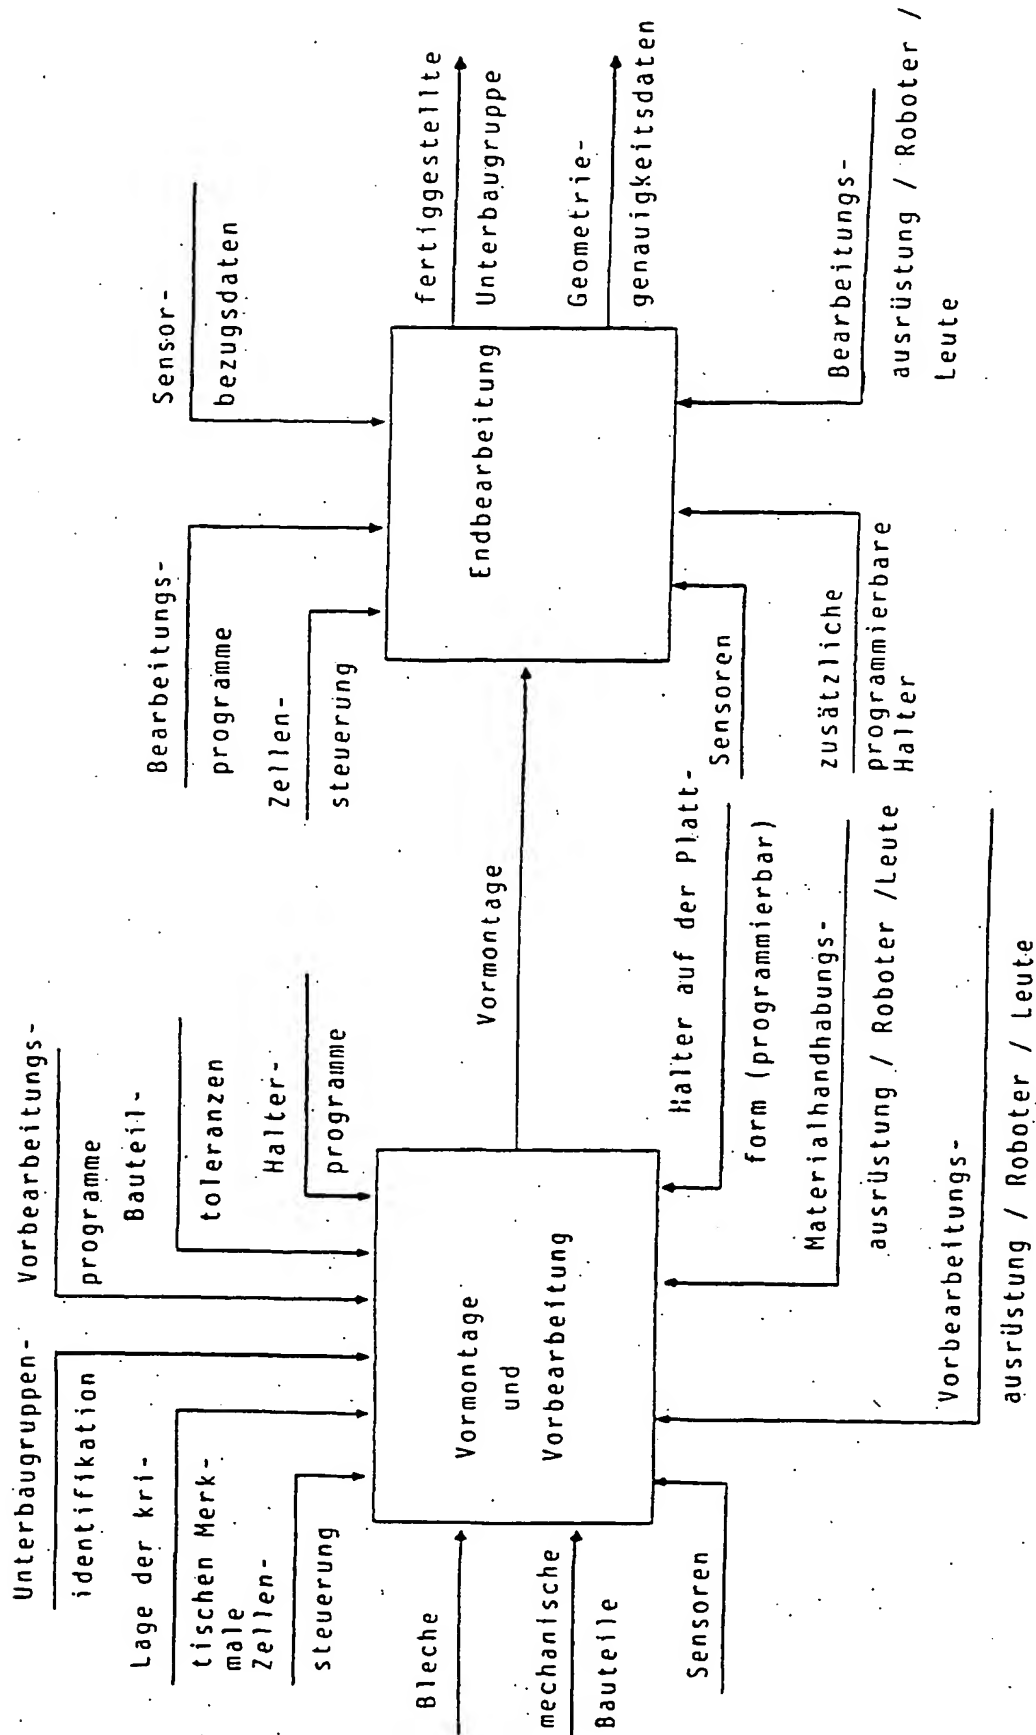 Unterbaugruppen-
identifikation
Lage der kri-
tischen Merk-
male
Zellen-
steuerung
Vorbearbeitungs-
programme
Bauteil-
toleranzen
Halter-
programme
Bleche
mechanische
Bauteile
Vormontage
und
Vorbearbeitung
Sensoren
Vorbearbeitungs-
ausrüstung / Roboter / Leute
Materialhandhabungs-
ausrüstung / Roboter /Leute
Halter auf der Platt-
form (programmierbar)
Vormontage
Bearbeitungs-
programme
Zellen-
steuerung
Sensor-
bezugsdaten
Endbearbeitung
Sensoren
zusätzliche
programmierbare
Halter
Bearbeitungs-
ausrüstung / Roboter /
Leute
fertiggestellte
Unterbaugruppe
Geometrie-
genauigkeitsdaten